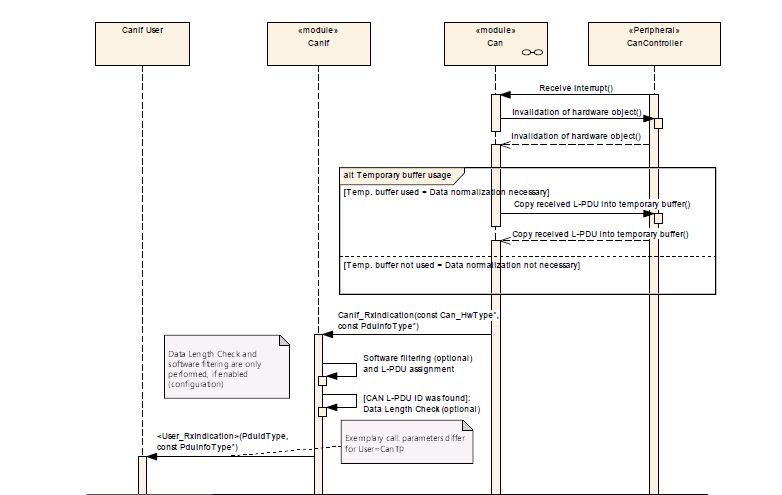 CanIf User
«module»
CanIf
«module»
Can
«Peripheral»
CanController
Receive Interrupt()
Invalidation of hardware object()
Invalidation of hardware object()
alt Temporary buffer usage
[Temp. buffer used = Data normalization necessary]
Copy received L-PDU into temporary buffer()
Copy received L-PDU into temporary buffer()
[Temp. buffer not used = Data normalization not necessary]
CanIf_RxIndication(const Can_HwType*,
const PduInfoType*)
Data Length Check and
software filtering are only
performed, if enabled
(configuration)
Software filtering (optional)
and L-PDU assignment
[CAN L-PDU ID was found]:
Data Length Check (optional)
<User_RxIndication>(PduIdType,
const PduInfoType*)
Exemplary call: parameters differ
for User=CanTp